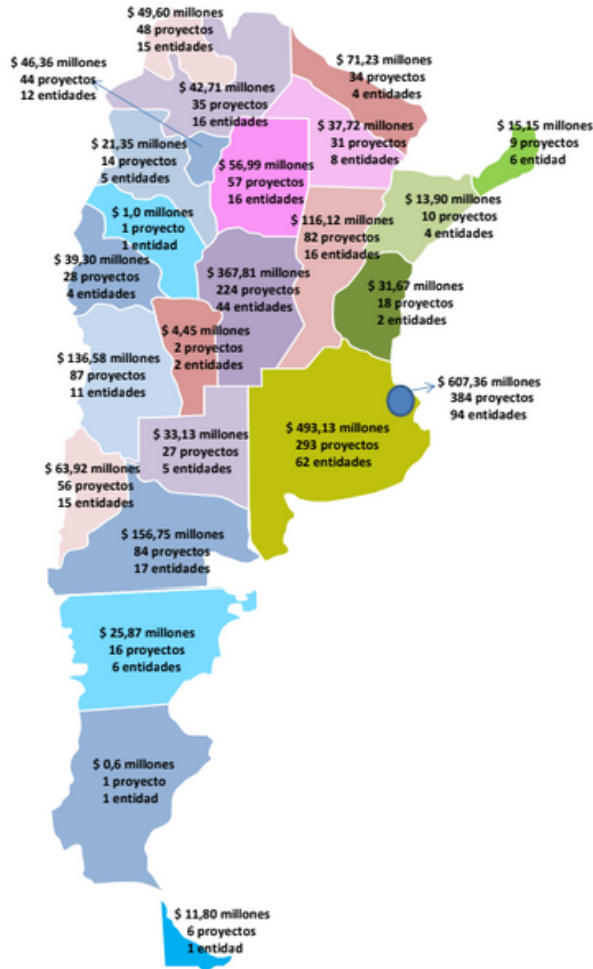 $ 49,60 millones
48 proyectos
15 entidades
$ 46,36 millones
44 proyectos
12 entidades
$ 71,23 millones
34 proyectos
4 entidades
$ 42,71 millones
35 proyectos
16 entidades
$ 37,72 millones
31 proyectos
8 entidades
$ 15,15 millones
9 proyectos
6 entidad
$ 21,35 millones
14 proyectos
5 entidades
$ 56,99 millones
57 proyectos
16 entidades
$ 13,90 millones
10 proyectos
4 entidades
$ 1,0 millones
1 proyecto
1 entidad
$ 116,12 millones
82 proyectos
16 entidades
$ 39,30 millones
28 proyectos
4 entidades
$ 367,81 millones
224 proyectos
44 entidades
$ 31,67 millones
18 proyectos
2 entidades
$ 4,45 millones
2 proyectos
2 entidades
$ 136,58 millones
87 proyectos
11 entidades
$ 607,36 millones
384 proyectos
94 entidades
$ 33,13 millones
27 proyectos
5 entidades
$ 493,13 millones
293 proyectos
62 entidades
$ 63,92 millones
56 proyectos
15 entidades
$ 156,75 millones
84 proyectos
17 entidades
$ 25,87 millones
16 proyectos
6 entidades
$ 0,6 millones
1 proyecto
1 entidad
$ 11,80 millones
6 proyectos
1 entidad